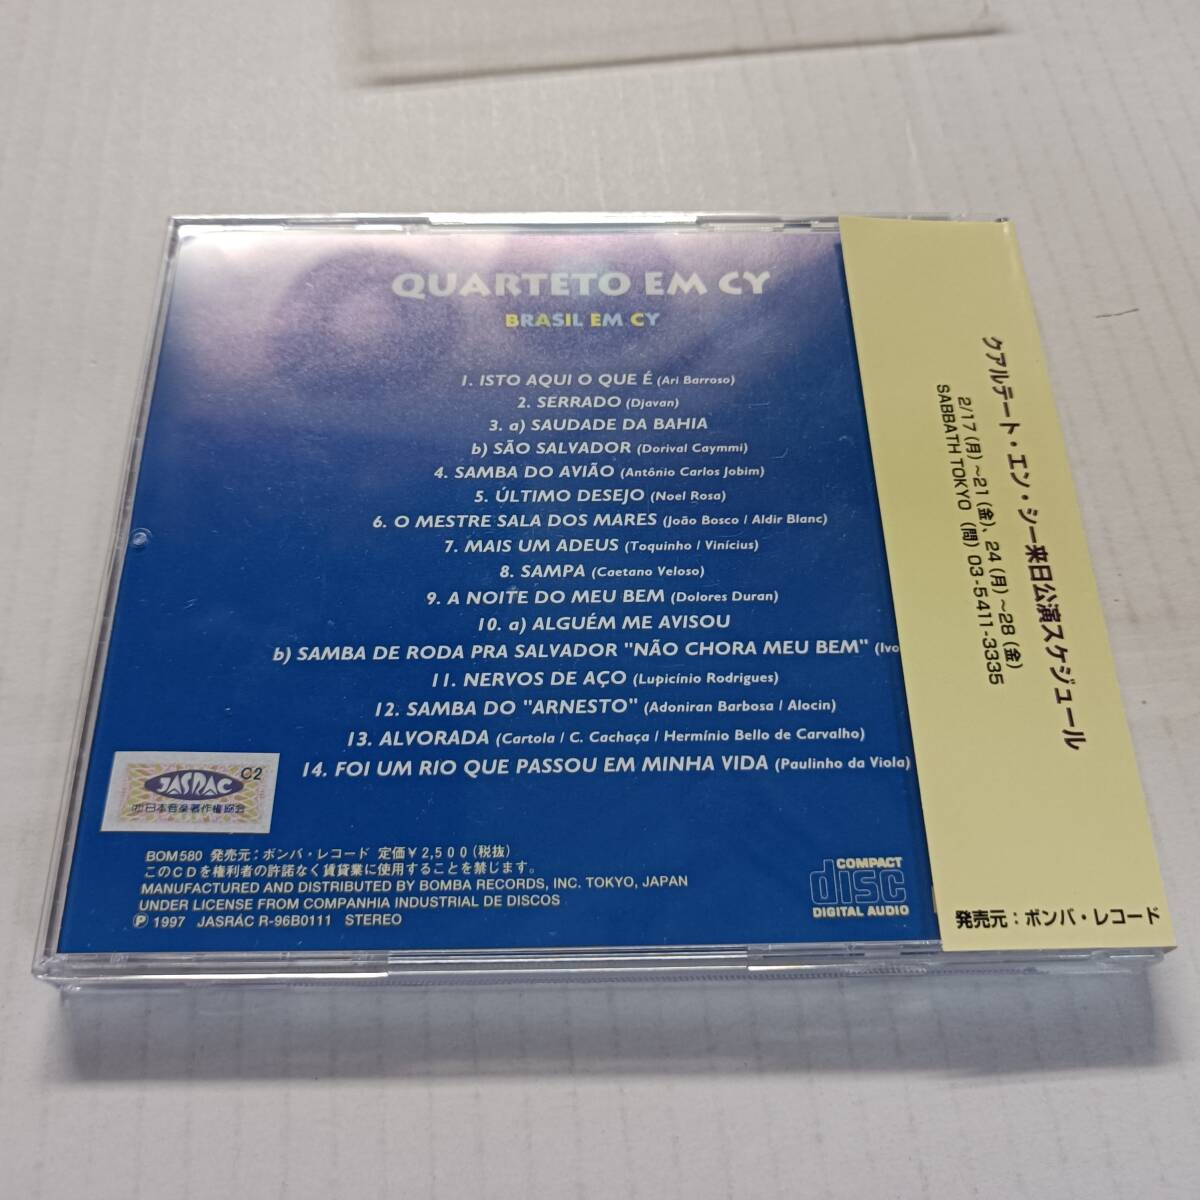 QUARTETO EM CY
BRASIL EM CY
1. ISTO AQUI O QUE É (Ari Barroso)
2. SERRADO (Djavan)
3. a) SAUDADE DA BAHIA
b) SÃO SALVADOR (Dorival Caymmi)
4. SAMBA DO AVIÃO (Antônio Carlos Jobim)
5. ÚLTIMO DESEJO (Noel Rosa)
6. O MESTRE SALA DOS MARES (João Bosco / Aldir Blanc)
7. MAIS UM ADEUS (Toquinho / Vinícius)
8. SAMPA (Caetano Veloso)
9. A NOITE DO MEU BEM (Dolores Duran)
10. a) ALGUÉM ME AVISOU
b) SAMBA DE RODA PRA SALVADOR "NÃO CHORA MEU BEM" (Ivo
11. NERVOS DE AÇO (Lupicínio Rodrigues)
12. SAMBA DO "ARNESTO" (Adoniran Barbosa / Alocin)
13. ALVORADA (Cartola / C. Cachaça / Hermínio Bello de Carvalho)
14. FOI UM RIO QUE PASSOU EM MINHA VIDA (Paulinho da Viola)
C2
JASRAC
㈳日本音楽著作権協会
BOM580 発売元：ボンバ・レコード 定価￥2,500(税抜)
このCDを権利者の許諾なく賃貸業に使用することを禁じます。
MANUFACTURED AND DISTRIBUTED BY BOMBA RECORDS, INC. TOKYO, JAPAN
UNDER LICENSE FROM COMPANHIA INDUSTRIAL DE DISCOS
Ⓟ 1997 JASRAC R-96B0111 STEREO
COMPACT
disc
DIGITAL AUDIO
クアルテート・エン・シー来日公演スケジュール
2/17(月)～21(金)、24(月)～28(金)
SABBATH TOKYO (問) 03-5411-3335
発売元：ボンバ・レコード